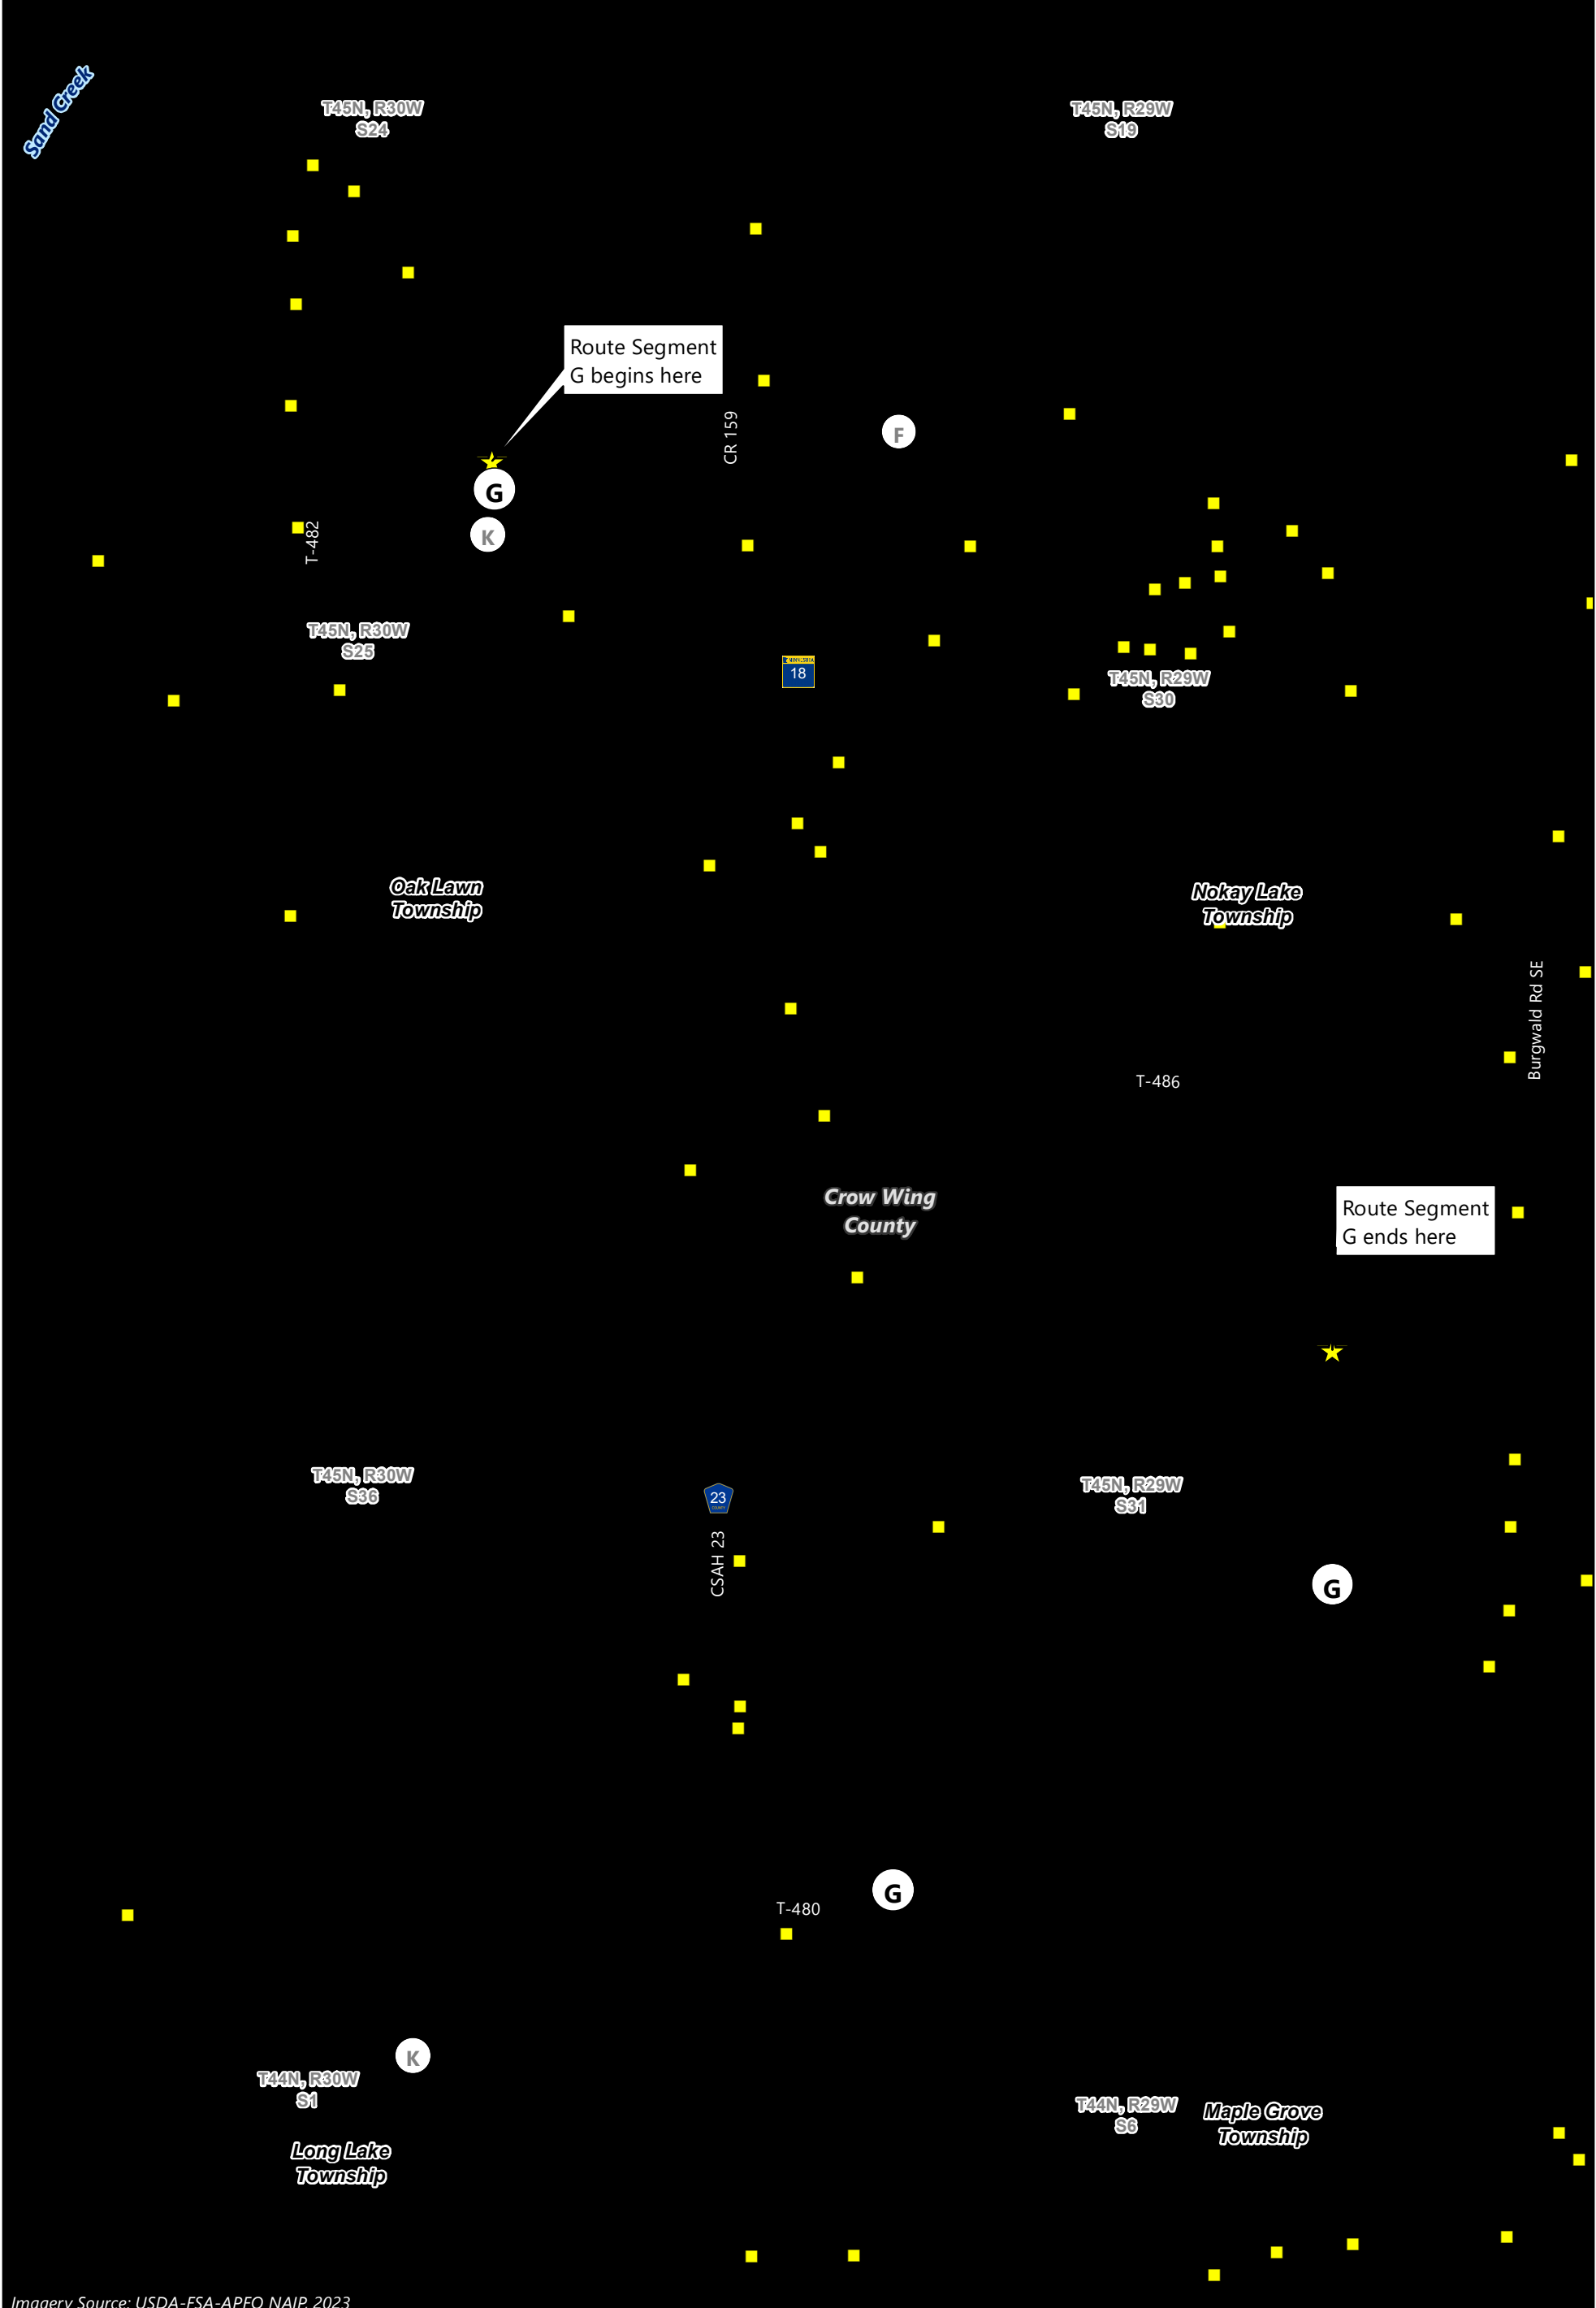 Sand Creek
T45N, R30W
S24
T45N, R29W
S19
Route Segment
G begins here
CR 159
F
G
K
T-482
T45N, R30W
S25
MINNESOTA
18
T45N, R29W
S30
Oak Lawn
Township
Nokay Lake
Township
Burgwald Rd SE
T-486
Crow Wing
County
Route Segment
G ends here
T45N, R30W
S36
23
COUNTY
CSAH 23
T45N, R29W
S31
G
G
T-480
K
T44N, R30W
S1
T44N, R29W
S6
Maple Grove
Township
Long Lake
Township
Imagery Source: USDA-FSA-APFO NAIP, 2023